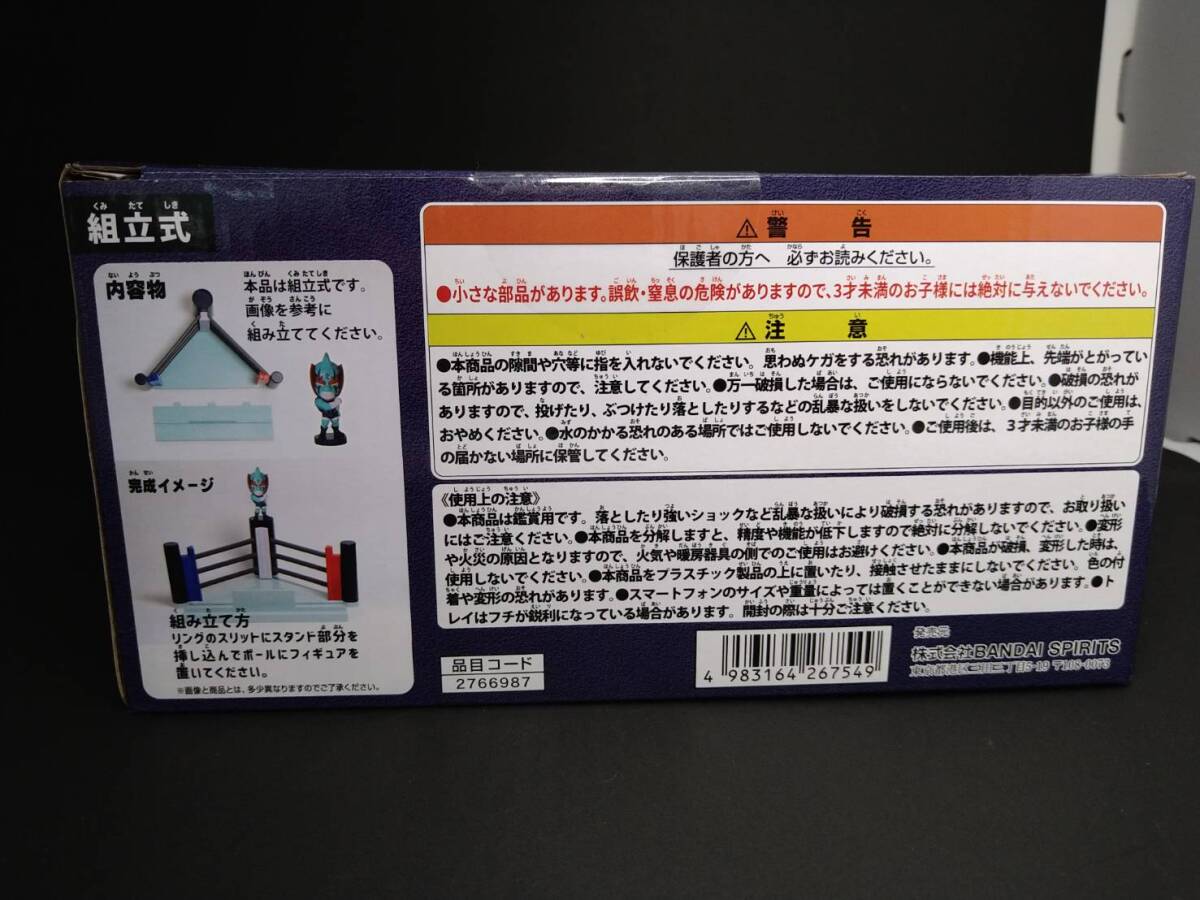 組立式
内容物
本品は組立式です。
画像を参考に
組み立ててください。
完成イメージ
組み立て方
リングのスリットにスタンド部分を
挿し込んでポールにフィギュアを
置いてください。
※画像と商品とは、多少異なりますのでご了承ください。
⚠警告
保護者の方へ 必ずお読みください。
●小さな部品があります。誤飲・窒息の危険がありますので、3才未満のお子様には絶対に与えないでください。
⚠注意
●本商品の隙間や穴等に指を入れないでください。思わぬケガをする恐れがあります。●機能上、先端がとがってい
る箇所がありますので、注意してください。●万一破損した場合は、ご使用にならないでください。●破損の恐れが
ありますので、投げたり、ぶつけたり落としたりするなどの乱暴な扱いをしないでください。●目的以外のご使用は、
おやめください。●水のかかる恐れのある場所ではご使用しないでください。●ご使用後は、3才未満のお子様の手
の届かない場所に保管してください。
《使用上の注意》
●本商品は鑑賞用です。落としたり強いショックなど乱暴な扱いにより破損する恐れがありますので、お取り扱い
にはご注意ください。●本商品を分解しますと、精度や機能が低下しますので絶対に分解しないでください。●変形
や火災の原因となりますので、火気や暖房器具の側でのご使用はお避けください。●本商品が破損、変形した時は、
使用しないでください。●本商品をプラスチック製品の上に置いたり、接触させたままにしないでください。色の付
着や変形の恐れがあります。●スマートフォンのサイズや重量によっては置くことができない場合があります。●ト
レイはフチが鋭利になっている場合があります。開封の際は十分ご注意ください。
品目コード
2766987
4 983164 267549
発売元
株式会社BANDAI SPIRITS
東京都港区三田三丁目5-19 〒108-0073